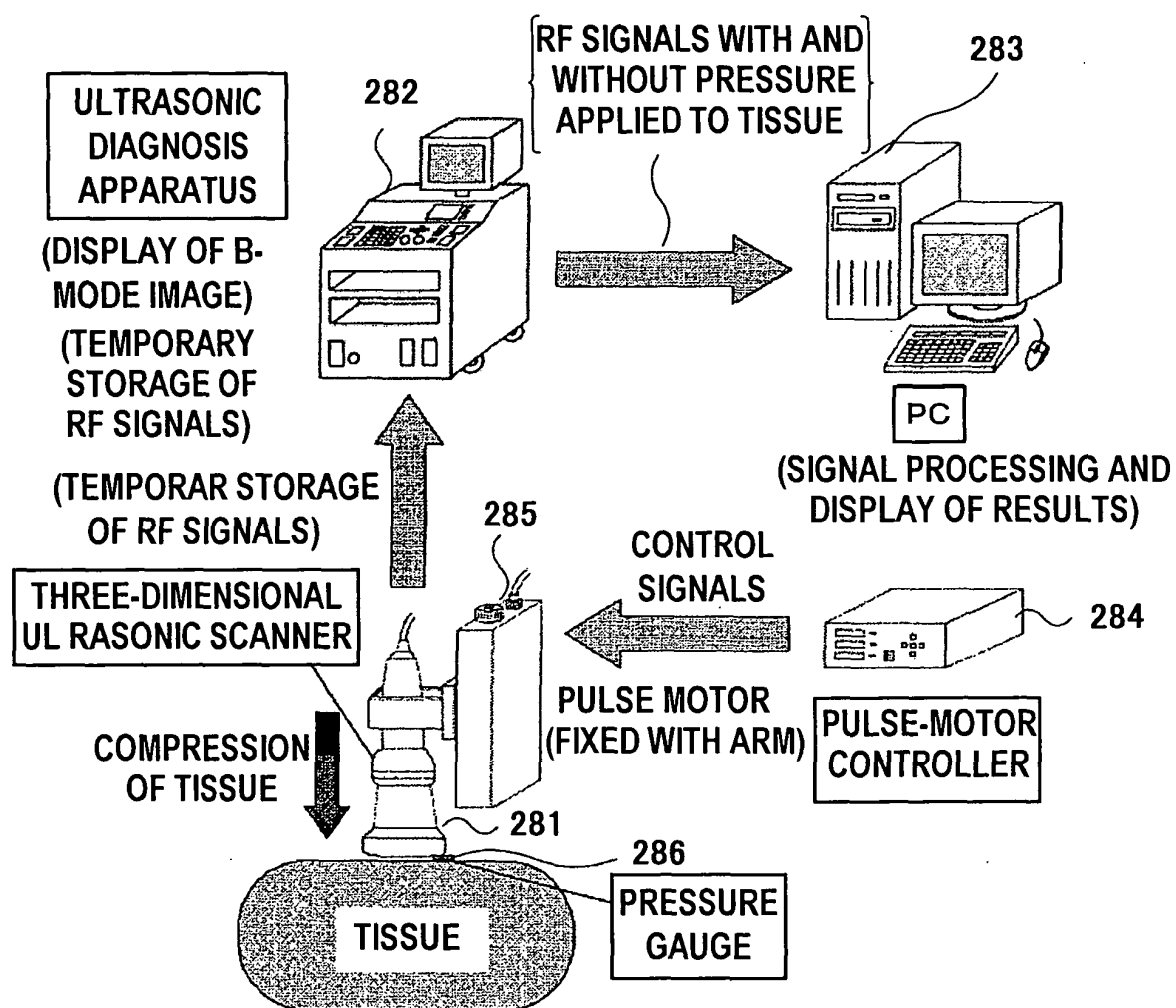 RF SIGNALS WITH AND
WITHOUT PRESSURE
APPLIED TO TISSUE
283
282
ULTRASONIC
DIAGNOSIS
APPARATUS
(DISPLAY OF B-
MODE IMAGE)
(TEMPORARY
STORAGE OF
RF SIGNALS)
PC
(SIGNAL PROCESSING AND
DISPLAY OF RESULTS)
(TEMPORAR STORAGE
OF RF SIGNALS)
285
CONTROL
SIGNALS
THREE-DIMENSIONAL
UL RASONIC SCANNER
284
PULSE MOTOR
(FIXED WITH ARM)
PULSE-MOTOR
CONTROLLER
COMPRESSION
OF TISSUE
281
286
PRESSURE
GAUGE
TISSUE